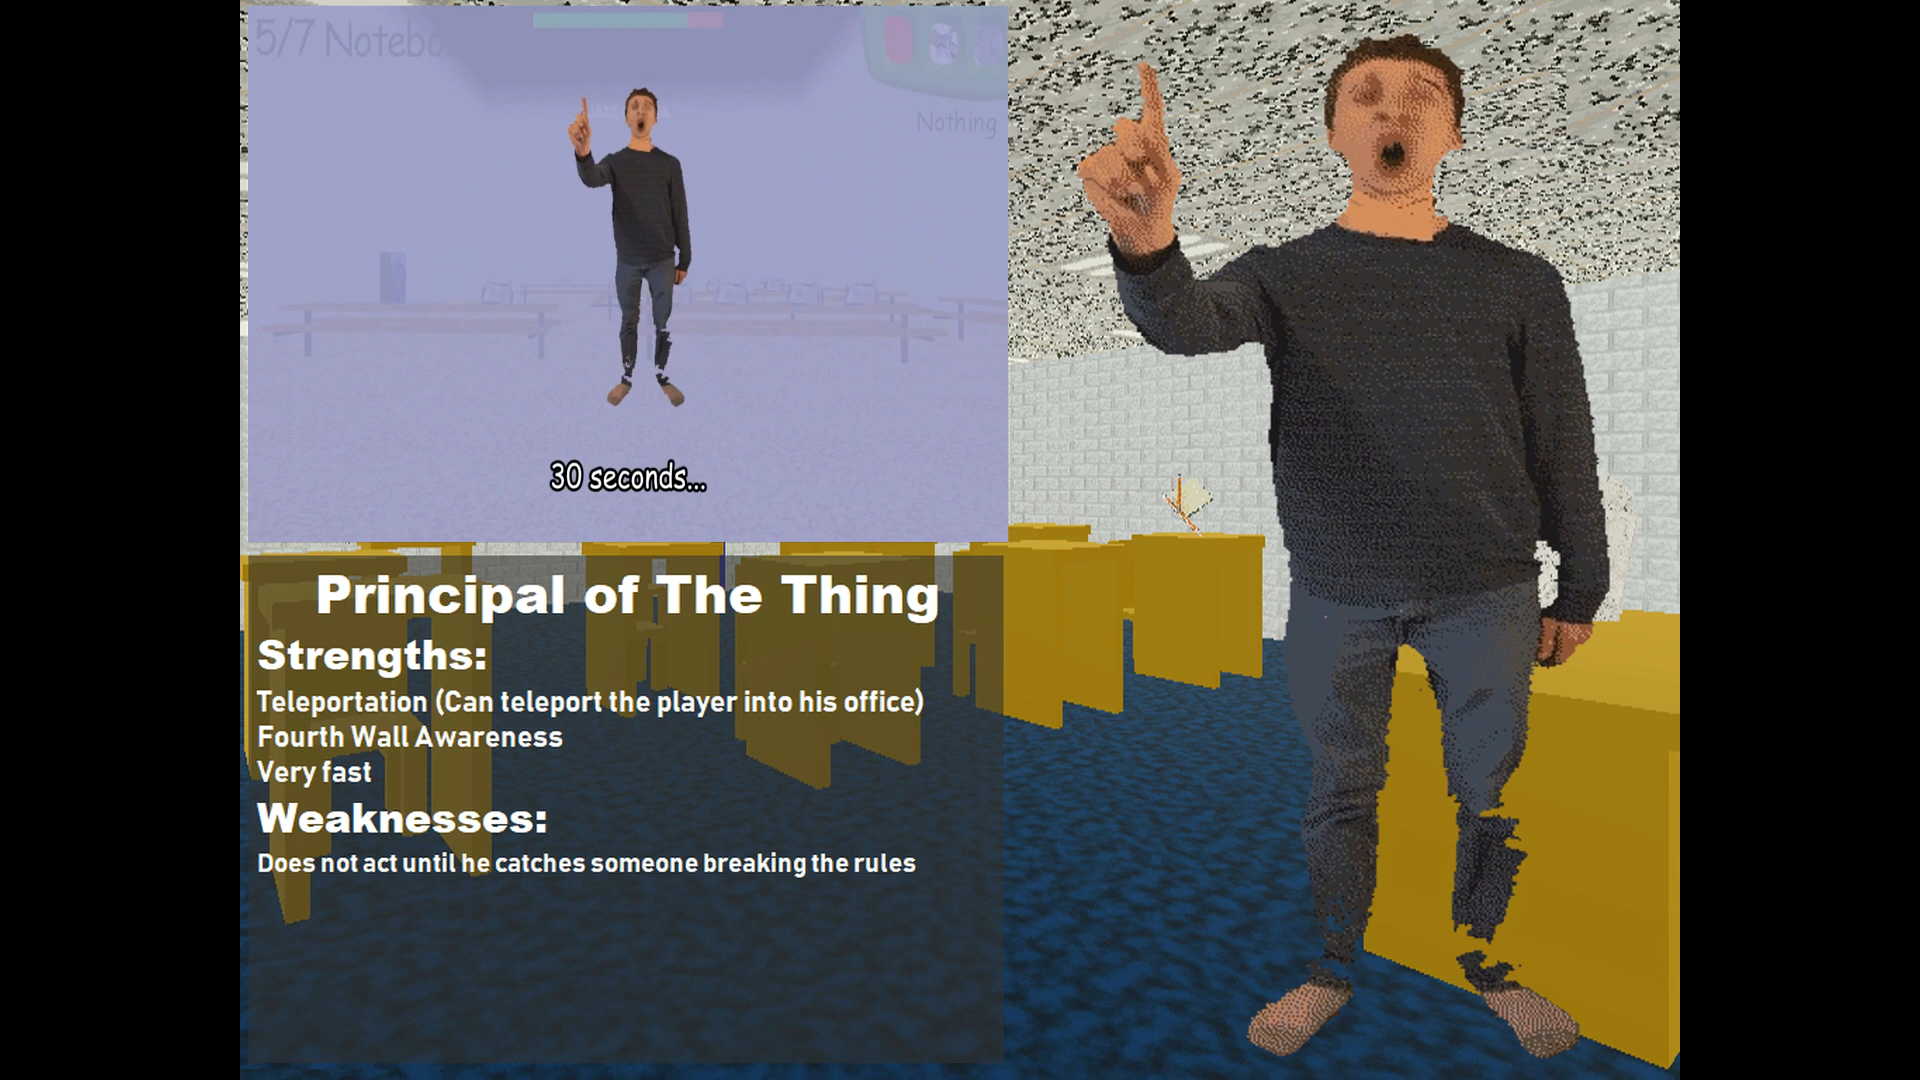 5/7 Notebo
Nothing
30 seconds...
Principal of The Thing
Strengths:
Teleportation (Can teleport the player into his office)
Fourth Wall Awareness
Very fast
Weaknesses:
Does not act until he catches someone breaking the rules